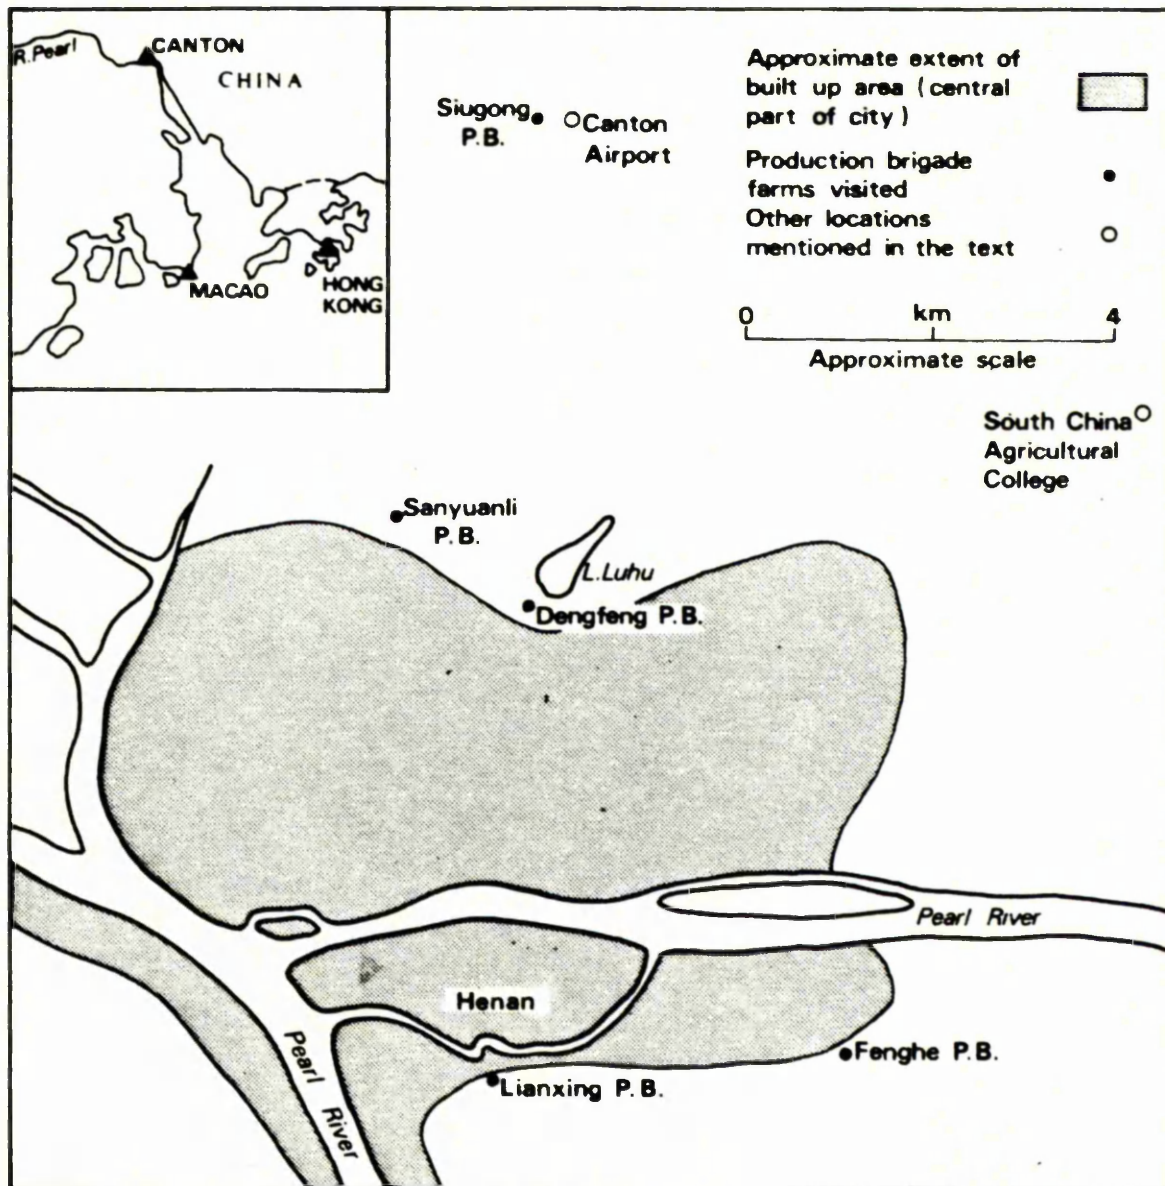 R. Pearl
CANTON
CHINA
MACAO
HONG
KONG
Siugong
P.B.
Canton
Airport
Approximate extent of
built up area (central
part of city)
Production brigade
farms visited
Other locations
mentioned in the text
0 km 4
Approximate scale
South China
Agricultural
College
Sanyuanli
P.B.
L.Luhu
Dengfeng P.B.
Pearl River
Henan
Pearl
River
Fenghe P.B.
Lianxing P.B.